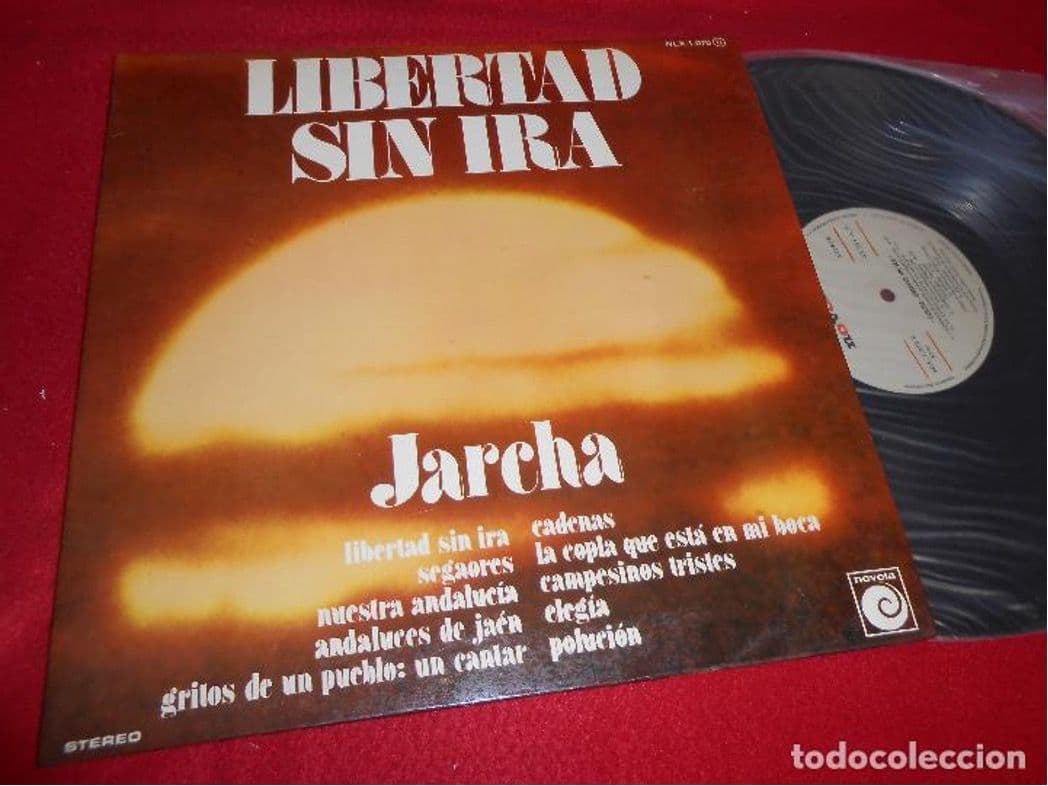 LIBERTAD
SIN IRA
Jarcha
libertad sin ira
segaores
nuestra andalucía
andaluces de jaén
gritos de un pueblo: un cantar
cadenas
la copla que está en mi boca
campesinos tristes
elegía
polución
novola
STEREO
todocoleccion